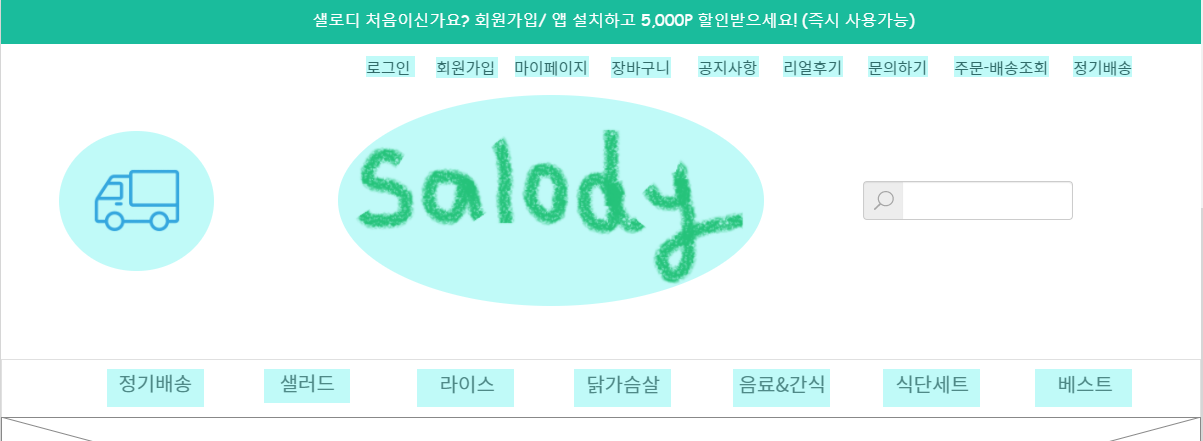 샐로디 처음이신가요? 회원가입/ 앱 설치하고 5,000P 할인받으세요! (즉시 사용가능)
로그인 회원가입 마이페이지 장바구니 공지사항 리얼후기 문의하기 주문-배송조회 정기배송
Salody
정기배송 샐러드 라이스 닭가슴살 음료&간식 식단세트 베스트